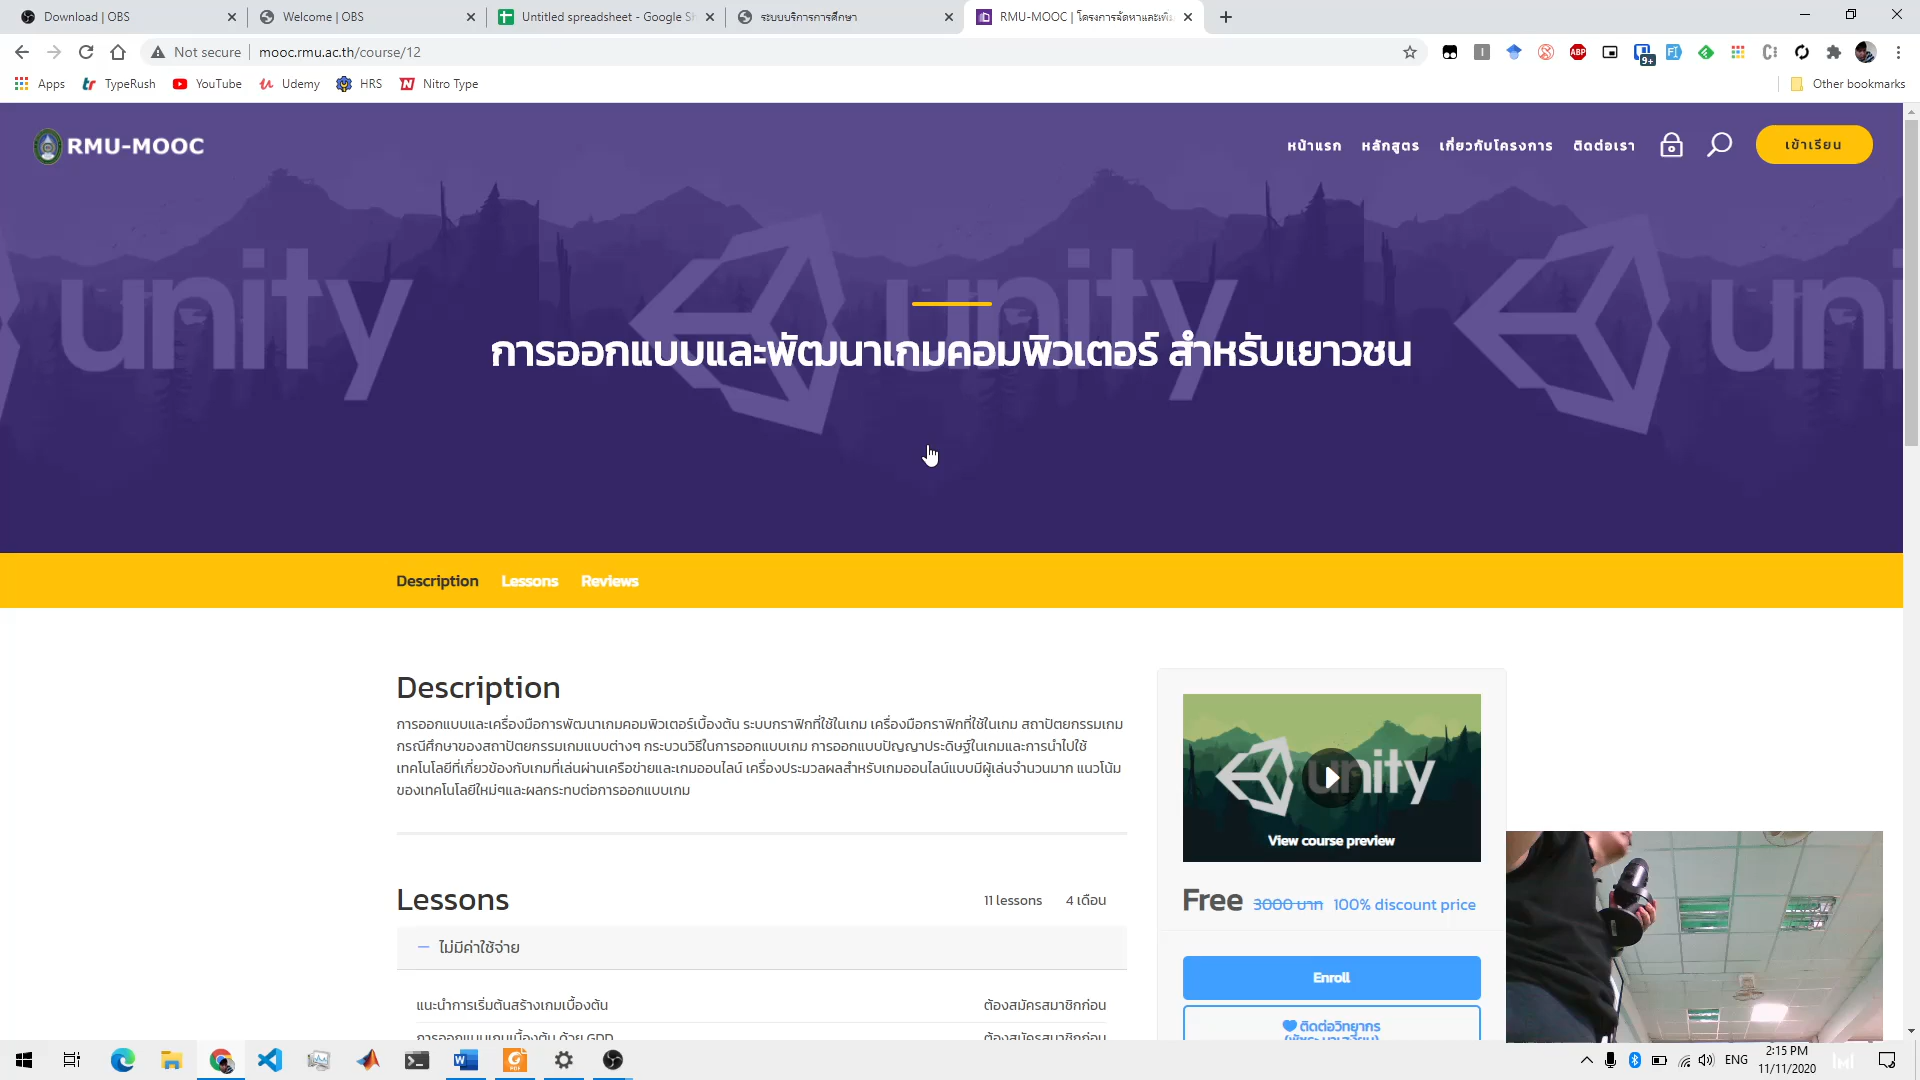 Download | OBS
Welcome | OBS
Untitled spreadsheet - Google Sh
ระบบบริการการศึกษา
RMU-MOOC | โครงการจัดหาและเพิ่ม
Not secure
mooc.rmu.ac.th/course/12
ABP
9+
Apps
TypeRush
YouTube
Udemy
HRS
Nitro Type
Other bookmarks
RMU-MOOC
หน้าแรก
หลักสูตร
เกี่ยวกับโครงการ
ติดต่อเรา
เข้าเรียน
unity
unity
uni
การออกแบบและพัฒนาเกมคอมพิวเตอร์ สำหรับเยาวชน
Description
Lessons
Reviews
Description
การออกแบบและเครื่องมือการพัฒนาเกมคอมพิวเตอร์เบื้องต้น ระบบกราฟิกที่ใช้ในเกม เครื่องมือกราฟิกที่ใช้ในเกม สถาปัตยกรรมเกม
กรณีศึกษาของสถาปัตยกรรมเกมแบบต่างๆ กระบวนวิธีในการออกแบบเกม การออกแบบปัญญาประดิษฐ์ในเกมและการนำไปใช้
เทคโนโลยีที่เกี่ยวข้องกับเกมที่เล่นผ่านเครือข่ายและเกมออนไลน์ เครื่องประมวลผลสำหรับเกมออนไลน์แบบมีผู้เล่นจำนวนมาก แนวโน้ม
ของเทคโนโลยีใหม่ๆและผลกระทบต่อการออกแบบเกม
unity
View course preview
Free 3000 บาท 100% discount price
Enroll
ติดต่อวิทยากร
Lessons
11 lessons
4 เดือน
ไม่มีค่าใช้จ่าย
แนะนำการเริ่มต้นสร้างเกมเบื้องต้น
ต้องสมัครสมาชิกก่อน
การออกแบบเกมเบื้องต้น ด้วย GDD
ต้องสมัครสมาชิกก่อน
ENG
2:15 PM
11/11/2020